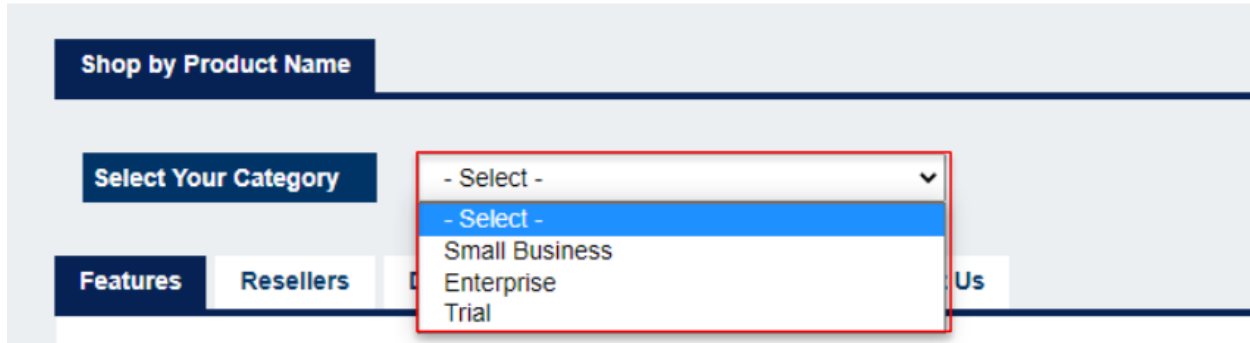 Shop by Product Name
Select Your Category
- Select -
- Select -
Small Business
Enterprise
Trial
Features Resellers Us